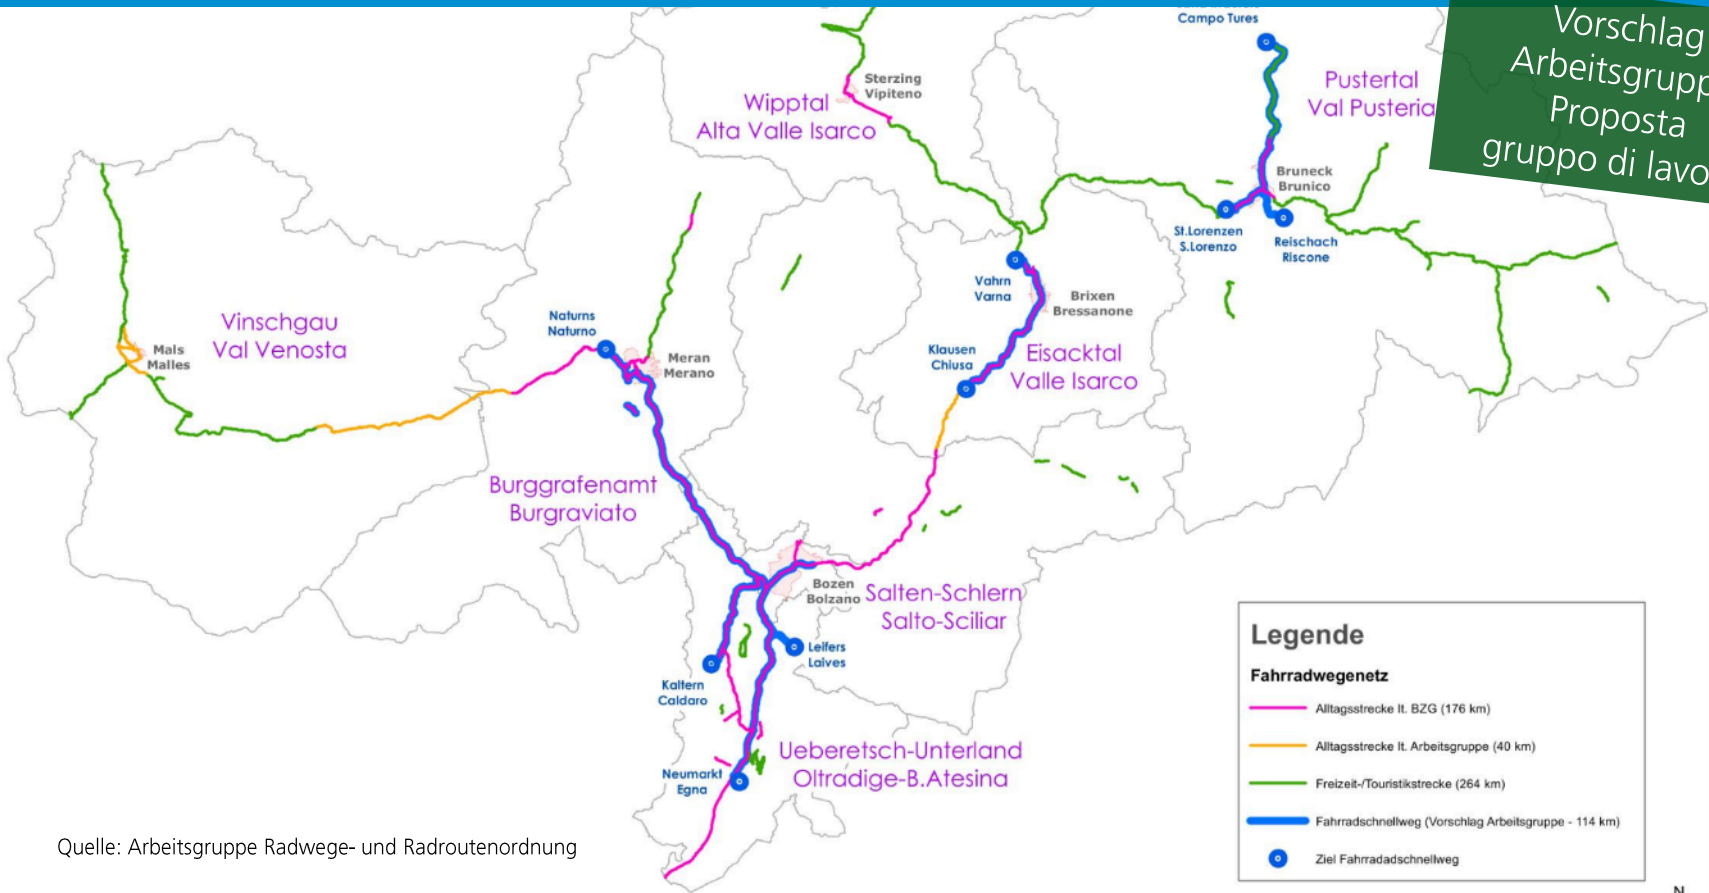 Campo Tures
Vorschlag
Proposta
gruppo di
Sterzing
Vipiteno
Wipptal
Alta Valle Isarco
Pustertal
Val Pusteria
Bruneck
Brunico
St.Lorenzen
S.Lorenzo
Reischach
Riscone
Vahrn
Varna
Brixen
Bressanone
Naturns
Naturno
Vinschgau
Val Venosta
Mals
Malles
Meran
Merano
Klausen
Chiusa
Eisacktal
Valle Isarco
Burggrafenamt
Burgraviato
Bozen
Bolzano
Salten-Schlern
Salto-Sciliar
Leifers
Laives
Kaltern
Caldaro
Ueberetsch-Unterland
Oltradige-B.Atesina
Neumarkt
Egna
Legende
Fahrradwegenetz
Alltagsstrecke lt. BZG (176 km)
Alltagsstrecke lt. Arbeitsgruppe (40 km)
Freizeit-/Touristikstrecke (264 km)
Fahrradschnellweg (Vorschlag Arbeitsgruppe - 114 km)
Ziel Fahrradadschnellweg
Quelle: Arbeitsgruppe Radwege- und Radroutenordnung
N